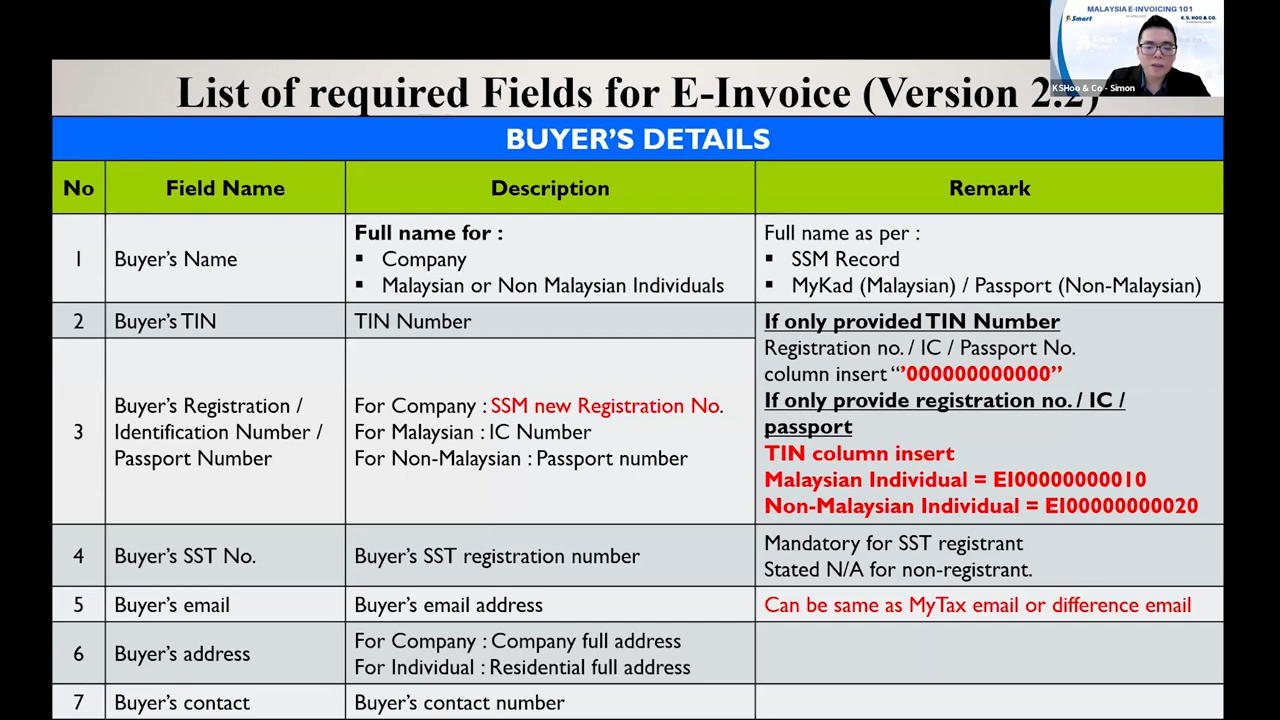 MALAYSIA E-INVOICING 101
Smart
K.S. HOO & CO.
KSHoo & Co - Simon
List of required Fields for E-Invoice (Version 2.2)
BUYER'S DETAILS
No
Field Name
Description
Remark
1
Buyer's Name
Full name for :
▪ Company
▪ Malaysian or Non Malaysian Individuals
Full name as per :
▪ SSM Record
▪ MyKad (Malaysian) / Passport (Non-Malaysian)
2
Buyer's TIN
TIN Number
If only provided TIN Number
Registration no. / IC / Passport No.
column insert “’000000000000”
If only provide registration no. / IC /
passport
TIN column insert
Malaysian Individual = EI00000000010
Non-Malaysian Individual = EI00000000020
3
Buyer's Registration /
Identification Number /
Passport Number
For Company : SSM new Registration No.
For Malaysian : IC Number
For Non-Malaysian : Passport number
4
Buyer's SST No.
Buyer's SST registration number
Mandatory for SST registrant
Stated N/A for non-registrant.
5
Buyer's email
Buyer's email address
Can be same as MyTax email or difference email
6
Buyer's address
For Company : Company full address
For Individual : Residential full address
7
Buyer's contact
Buyer's contact number